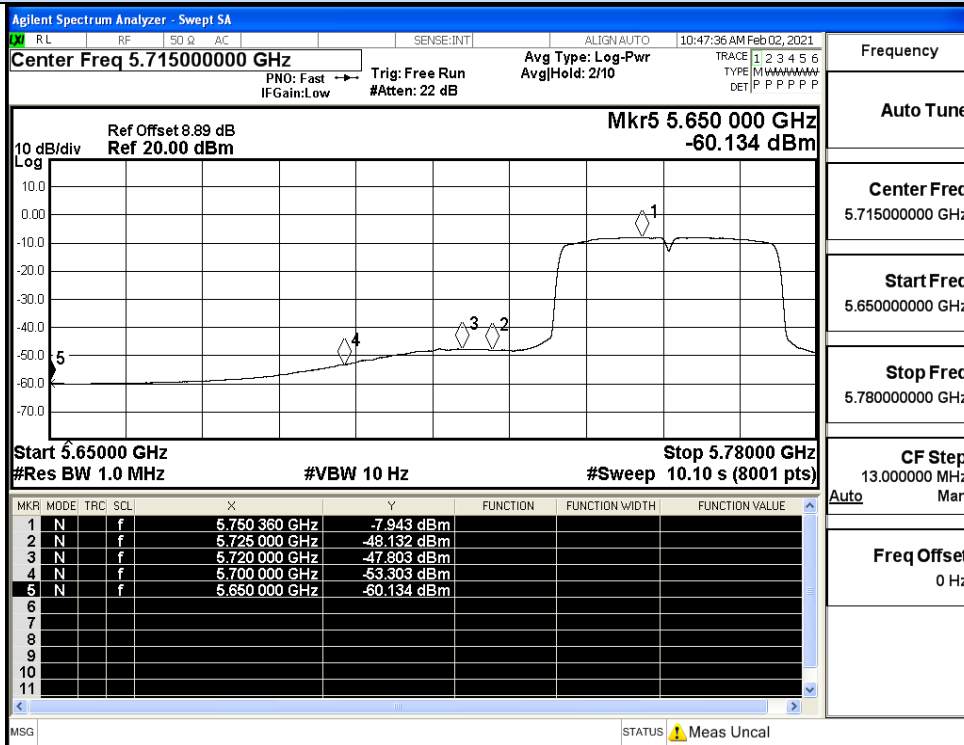 Agilent Spectrum Analyzer - Swept SA
LXI RL RF 50 Ω AC SENSE:INT ALIGN AUTO 10:47:36 AM Feb 02, 2021
Center Freq 5.715000000 GHz
PNO: Fast
IFGain:Low
Trig: Free Run
#Atten: 22 dB
Avg Type: Log-Pwr
Avg|Hold: 2/10
TRACE 1 2 3 4 5 6
TYPE M WWWWW
DET P P P P P P
Mkr5 5.650 000 GHz
-60.134 dBm
Ref Offset 8.89 dB
10 dB/div Ref 20.00 dBm
Log
10.0
0.00
-10.0
-20.0
-30.0
-40.0
-50.0
-60.0
-70.0
1
2
3
4
5
Start 5.65000 GHz Stop 5.78000 GHz
#Res BW 1.0 MHz #VBW 10 Hz #Sweep 10.10 s (8001 pts)
MKR MODE TRC SCL X Y FUNCTION FUNCTION WIDTH FUNCTION VALUE
1 N f 5.750 360 GHz -7.943 dBm
2 N f 5.725 000 GHz -48.132 dBm
3 N f 5.720 000 GHz -47.803 dBm
4 N f 5.700 000 GHz -53.303 dBm
5 N f 5.650 000 GHz -60.134 dBm
6
7
8
9
10
11
MSG STATUS Meas Uncal
Frequency
Auto Tune
Center Freq
5.715000000 GHz
Start Freq
5.650000000 GHz
Stop Freq
5.780000000 GHz
CF Step
13.000000 MHz
Auto Man
Freq Offset
0 Hz